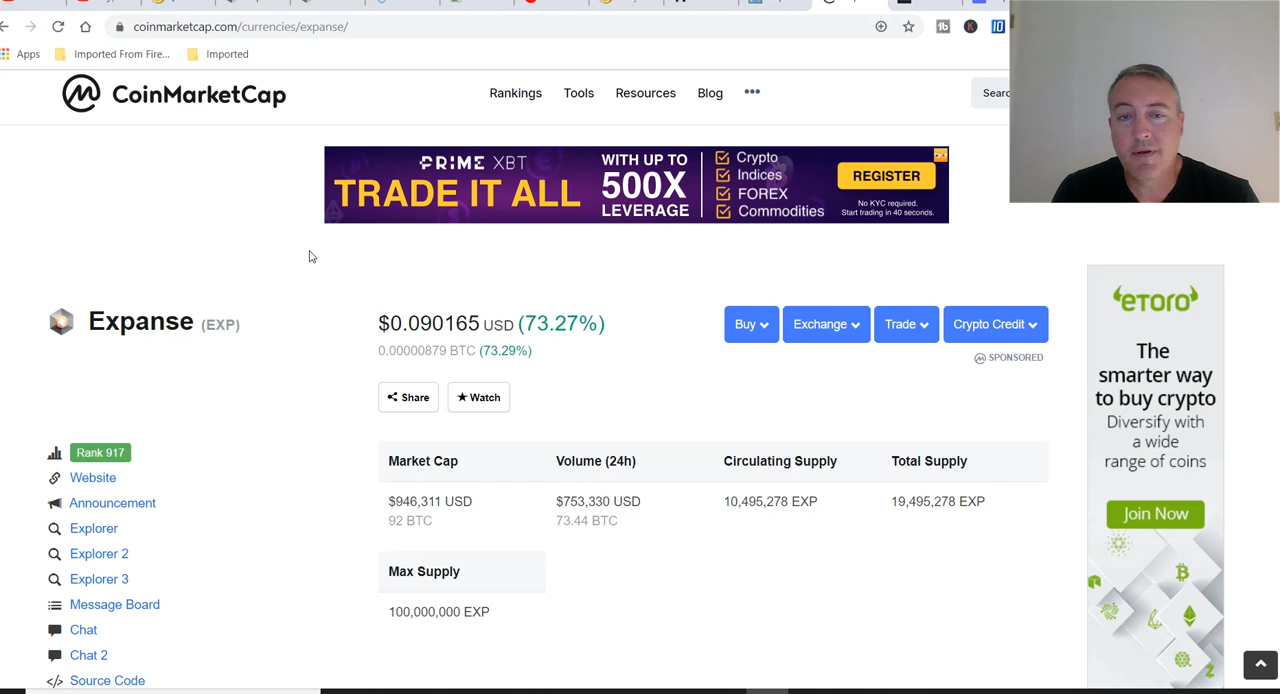 coinmarketcap.com/currencies/expanse/
Apps
Imported From Fire...
Imported
CoinMarketCap
Rankings
Tools
Resources
Blog
•••
Searc
PRIME XBT
TRADE IT ALL
WITH UP TO
500X
LEVERAGE
Crypto
Indices
FOREX
Commodities
REGISTER
No KYC required.
Start trading in 40 seconds.
Expanse (EXP)
$0.090165 USD (73.27%)
0.00000879 BTC (73.29%)
Share
Watch
Buy
Exchange
Trade
Crypto Credit
SPONSORED
Rank 917
Website
Announcement
Explorer
Explorer 2
Explorer 3
Message Board
Chat
Chat 2
Source Code
Market Cap
Volume (24h)
Circulating Supply
Total Supply
$946,311 USD
92 BTC
$753,330 USD
73.44 BTC
10,495,278 EXP
19,495,278 EXP
Max Supply
100,000,000 EXP
eToro
The
smarter way
to buy crypto
Diversify with
a wide
range of coins
Join Now